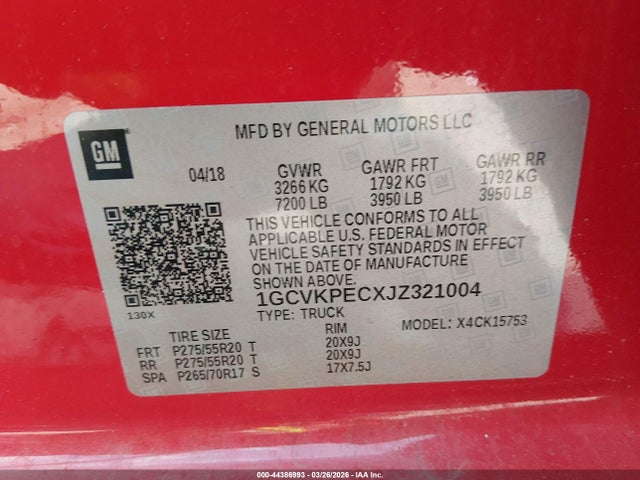 GM
MFD BY GENERAL MOTORS LLC
04/18 GVWR GAWR FRT GAWR RR
3266 KG 1792 KG 1792 KG
7200 LB 3950 LB 3950 LB
THIS VEHICLE CONFORMS TO ALL
APPLICABLE U.S. FEDERAL MOTOR
VEHICLE SAFETY STANDARDS IN EFFECT
ON THE DATE OF MANUFACTURE
SHOWN ABOVE.
1GCVKPECXJZ321004
130X TYPE: TRUCK MODEL: X4CK15753
TIRE SIZE RIM
FRT P275/55R20 T 20X9J
RR P275/55R20 T 20X9J
SPA P265/70R17 S 17X7.5J
000-44386993 | 03/26/2026 | IAA Inc.